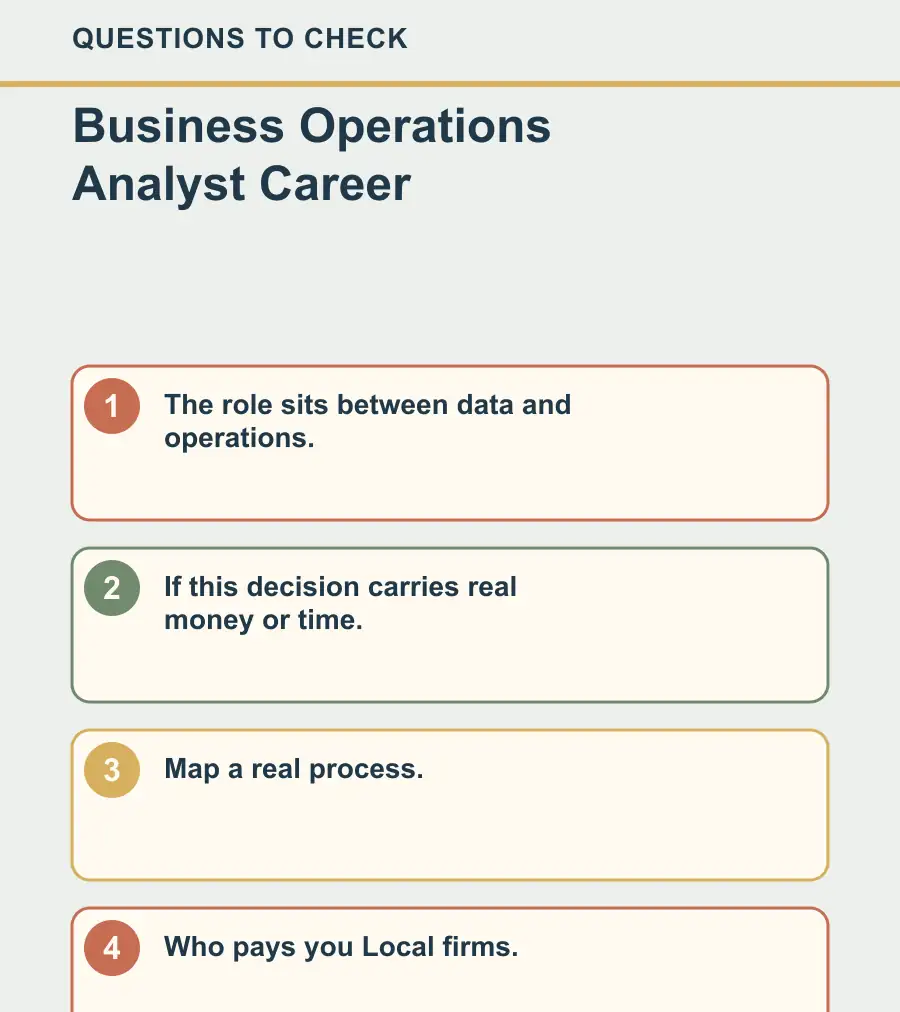 QUESTIONS TO CHECK
Business Operations
Analyst Career
1
The role sits between data and
operations.
2
If this decision carries real
money or time.
3
Map a real process.
4
Who pays you Local firms.